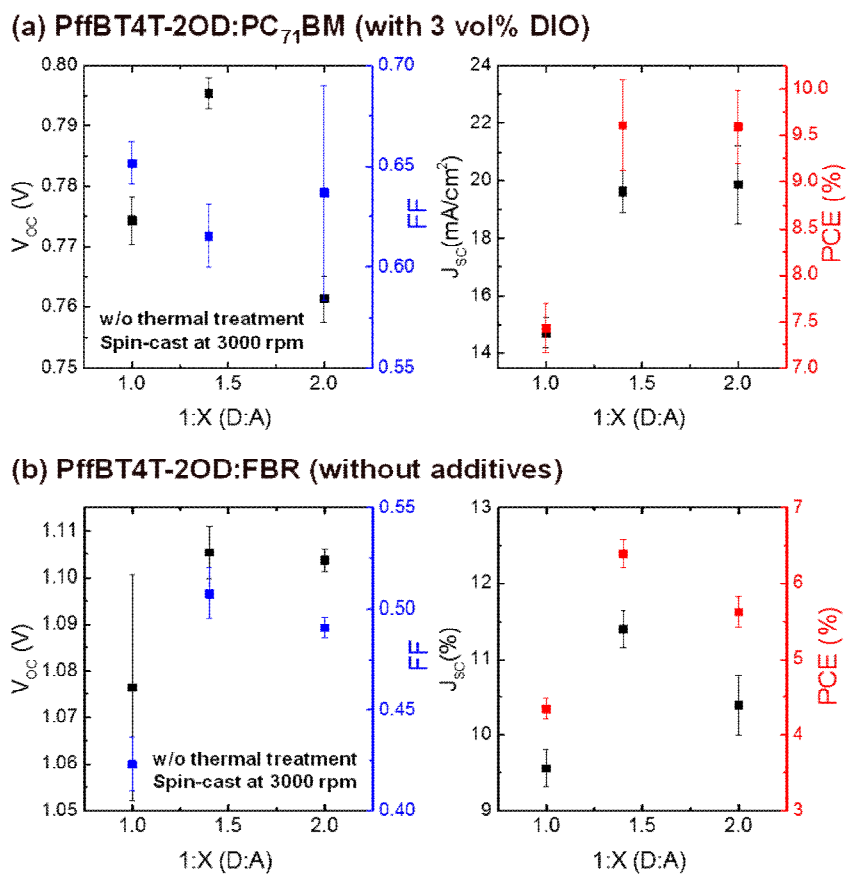 (a) PffBT4T-2OD:PC₇₁BM (with 3 vol% DIO)
0.80
0.79
0.78
0.77
0.76
0.75
V_OC (V)
0.70
0.65
0.60
0.55
FF
w/o thermal treatment
Spin-cast at 3000 rpm
1.0 1.5 2.0
1:X (D:A)
24
22
20
18
16
14
J_SC(mA/cm²)
10.0
9.5
9.0
8.5
8.0
7.5
7.0
PCE (%)
1.0 1.5 2.0
1:X (D:A)
(b) PffBT4T-2OD:FBR (without additives)
1.11
1.10
1.09
1.08
1.07
1.06
1.05
V_OC (V)
0.55
0.50
0.45
0.40
FF
w/o thermal treatment
Spin-cast at 3000 rpm
1.0 1.5 2.0
1:X (D:A)
13
12
11
10
9
J_SC(%)
7
6
5
4
3
PCE (%)
1.0 1.5 2.0
1:X (D:A)